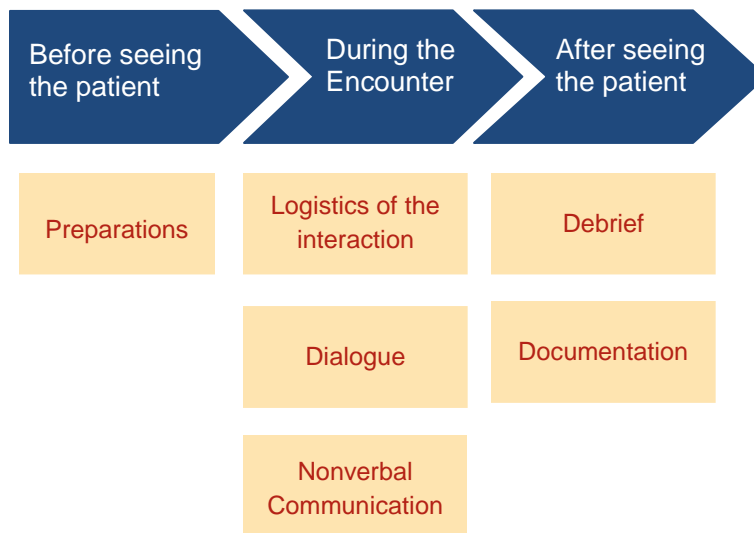 Before seeing
the patient
During the
Encounter
After seeing
the patient
Preparations
Logistics of the
interaction
Debrief
Dialogue
Documentation
Nonverbal
Communication